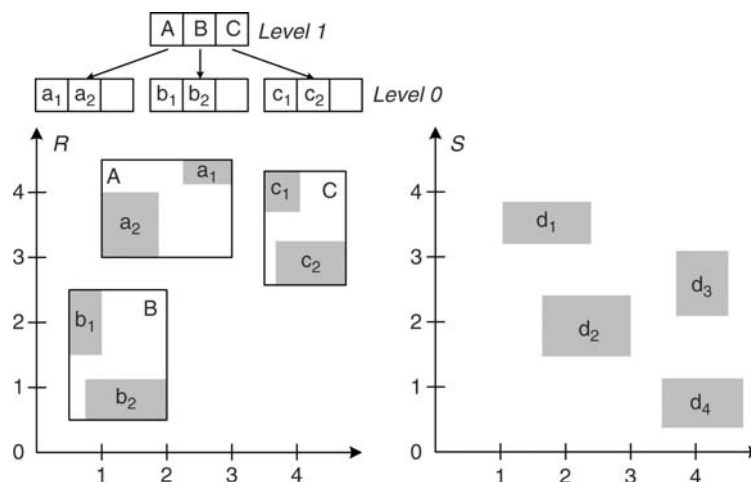 A B C Level 1
a1 a2 b1 b2 c1 c2 Level 0
R
4
3
2
1
0
1 2 3 4
A
a1
a2
C
c1
c2
B
b1
b2
S
4
3
2
1
0
1 2 3 4
d1
d2
d3
d4